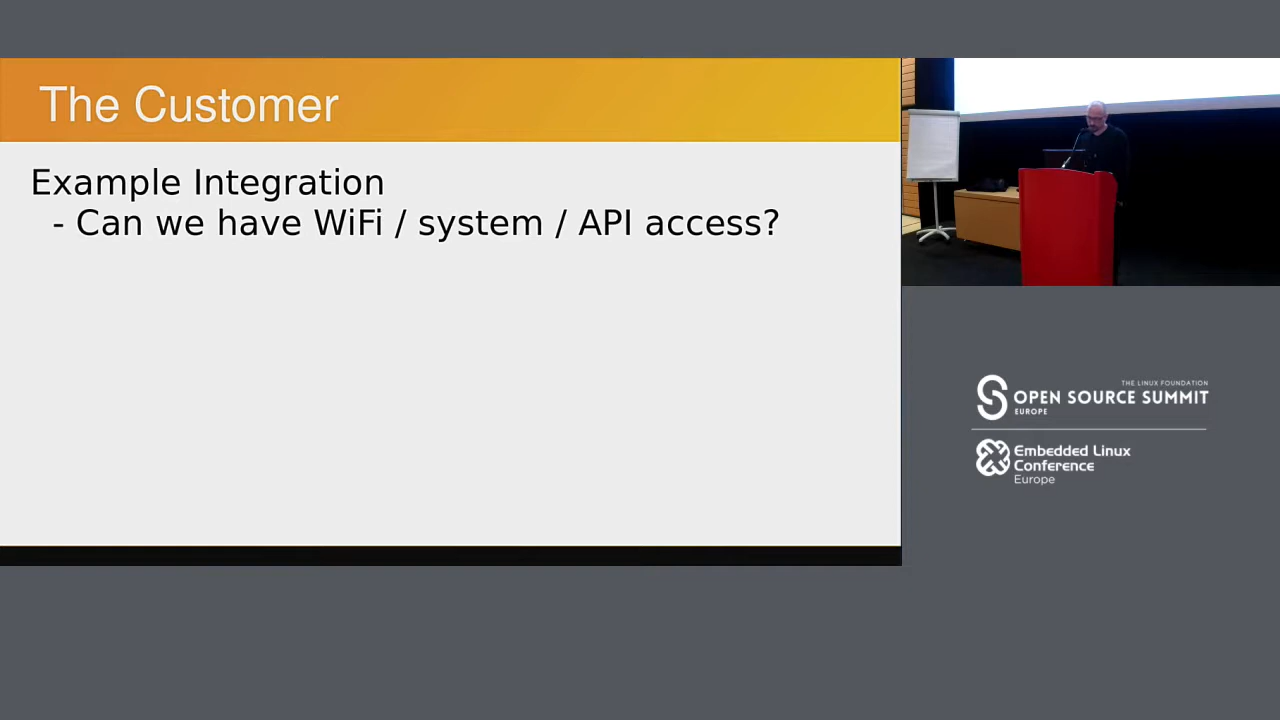 The Customer
Example Integration
- Can we have WiFi / system / API access?
THE LINUX FOUNDATION
OPEN SOURCE SUMMIT
EUROPE
Embedded Linux
Conference
Europe